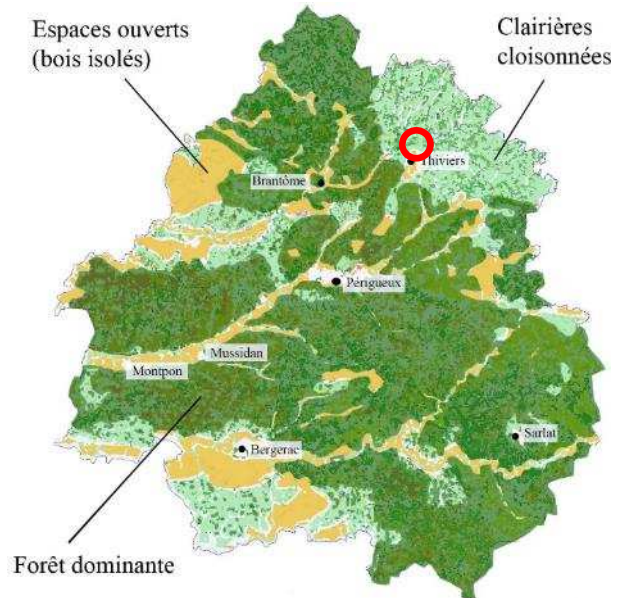 Espaces ouverts
(bois isolés)
Clairières
cloisonnées
Thiviers
Brantôme
Périgueux
Mussidan
Montpon
Sarlat
Bergerac
Forêt dominante